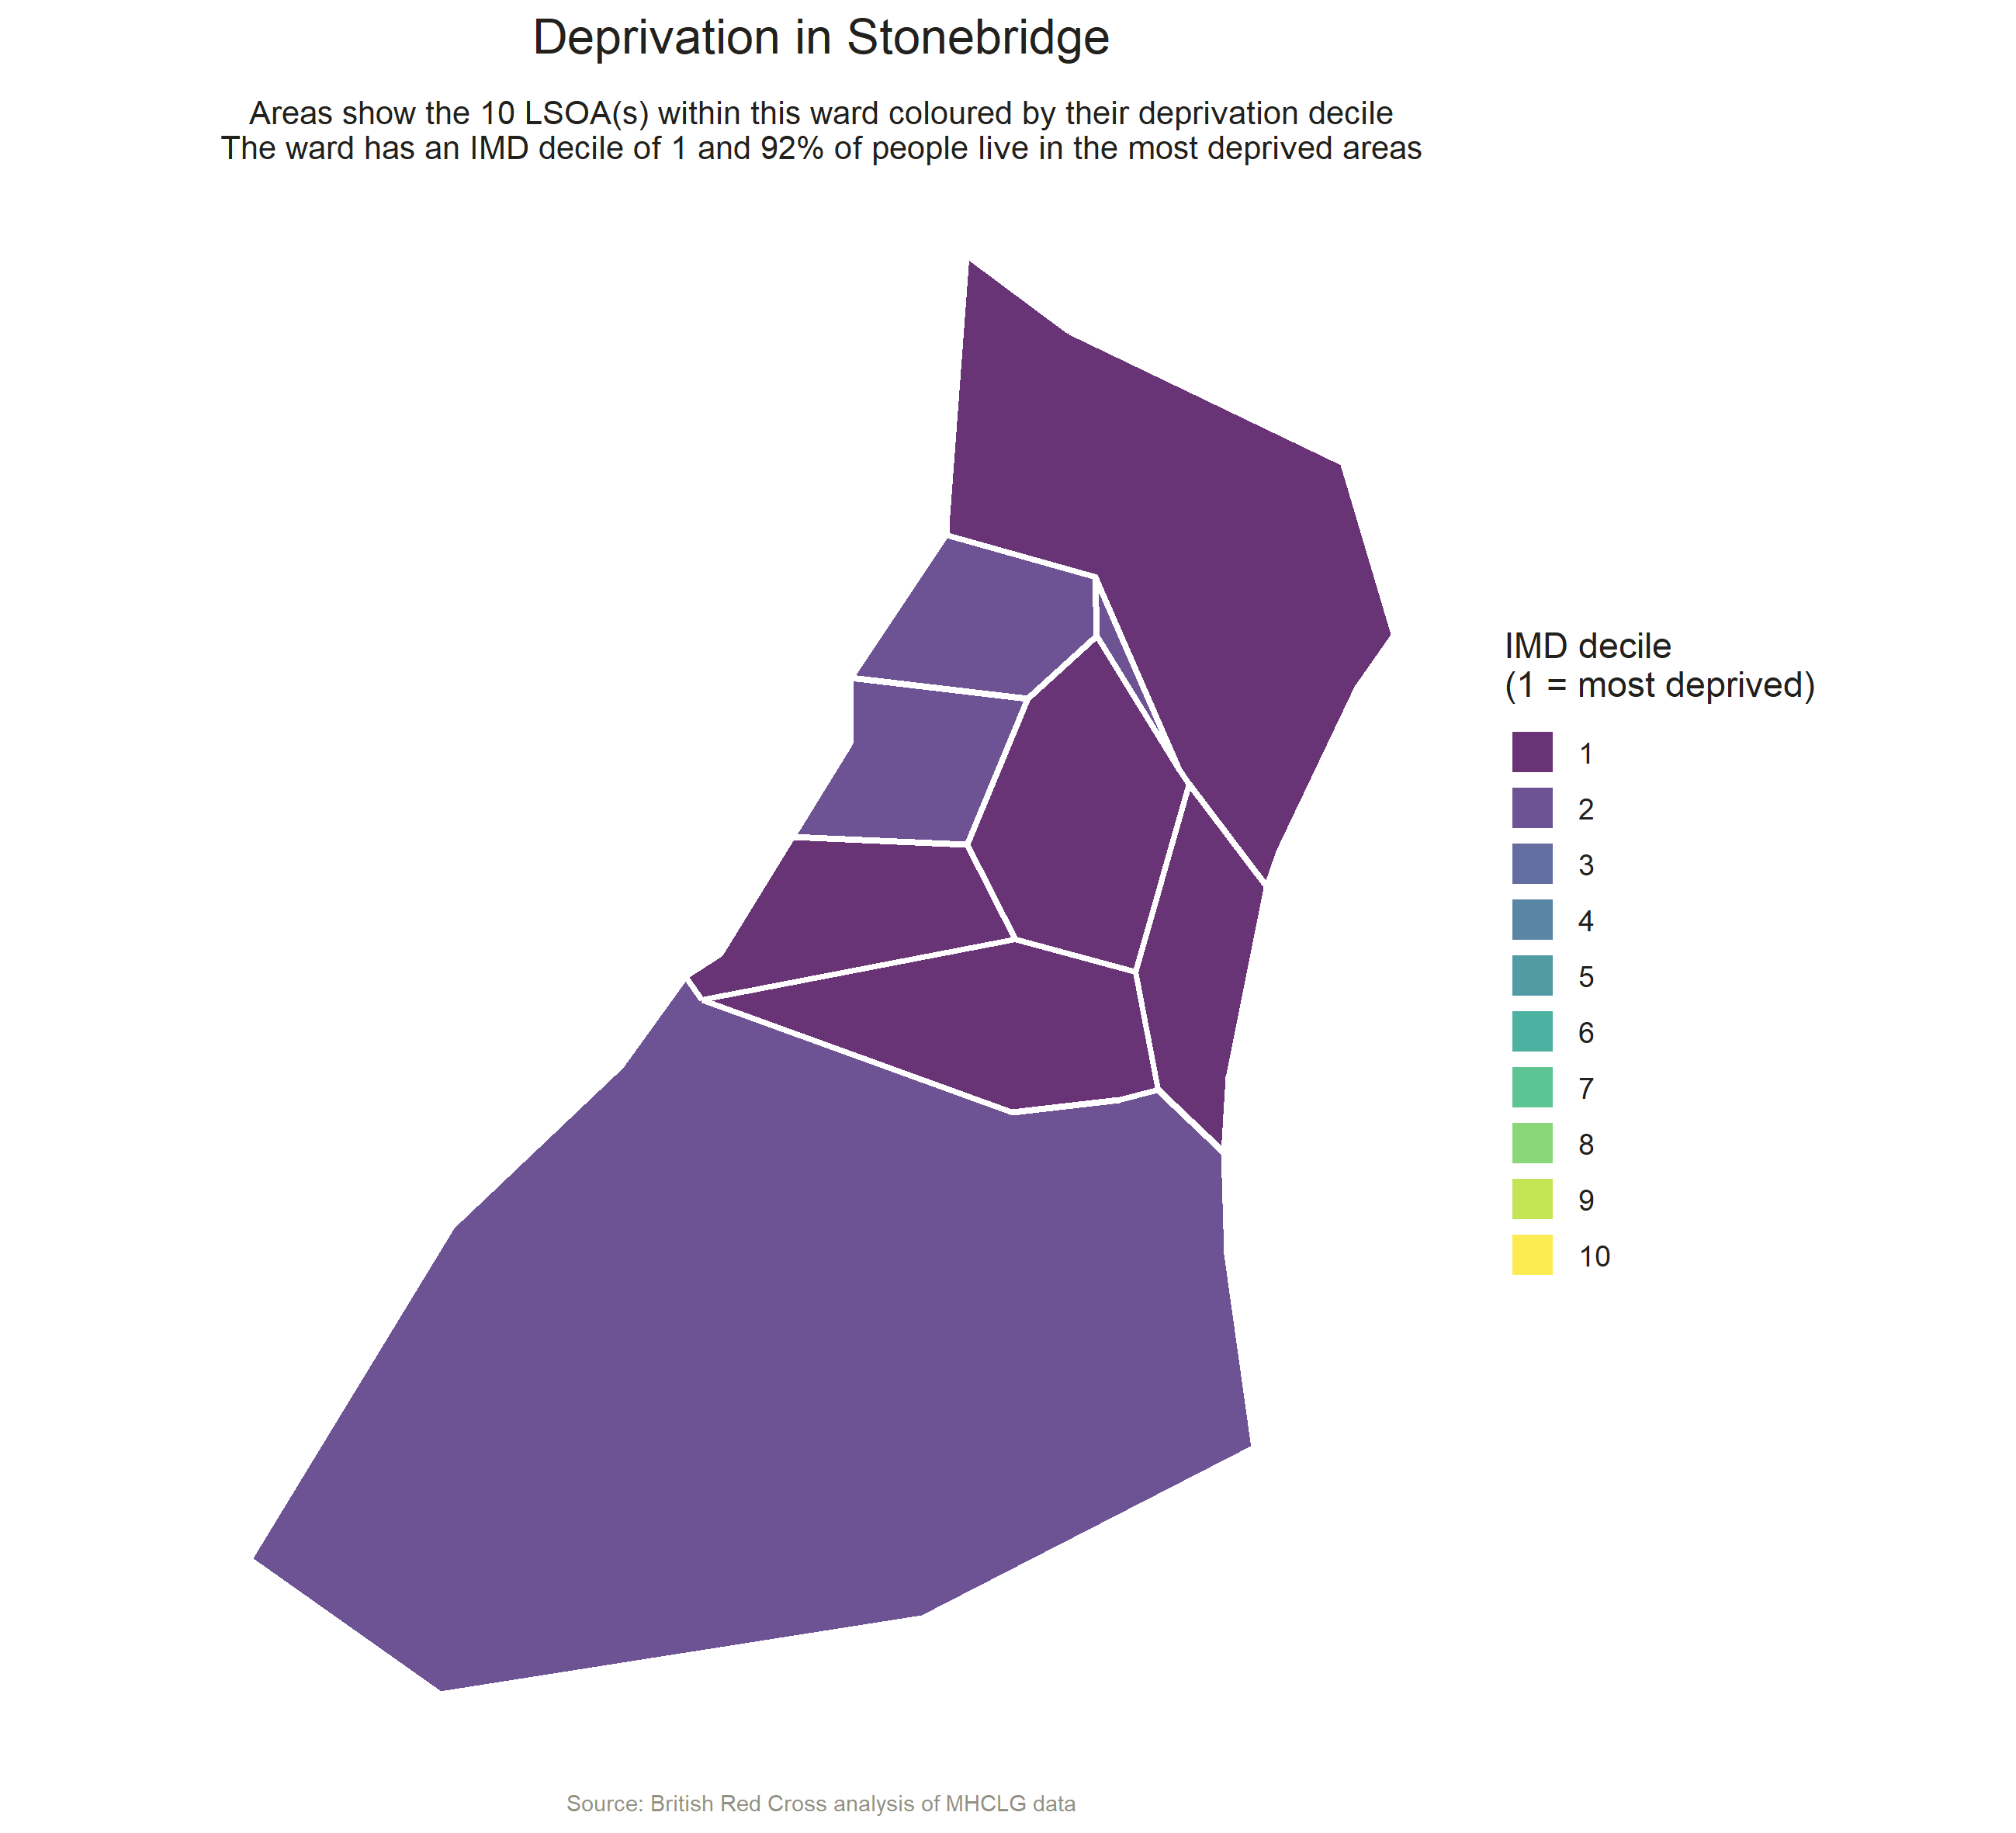 Deprivation in Stonebridge
Areas show the 10 LSOA(s) within this ward coloured by their deprivation decile
The ward has an IMD decile of 1 and 92% of people live in the most deprived areas
IMD decile
(1 = most deprived)
1
2
3
4
5
6
7
8
9
10
Source: British Red Cross analysis of MHCLG data